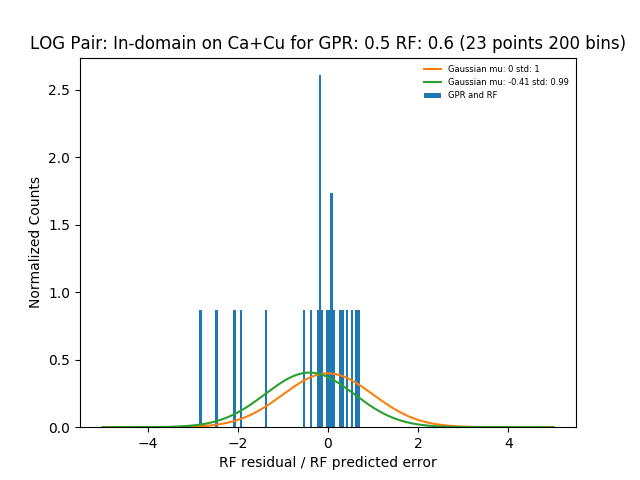 LOG Pair: In-domain on Ca+Cu for GPR: 0.5 RF: 0.6 (23 points 200 bins)
Gaussian mu: 0 std: 1
Gaussian mu: -0.41 std: 0.99
GPR and RF
Normalized Counts
2.5
2.0
1.5
1.0
0.5
0.0
−4
−2
0
2
4
RF residual / RF predicted error